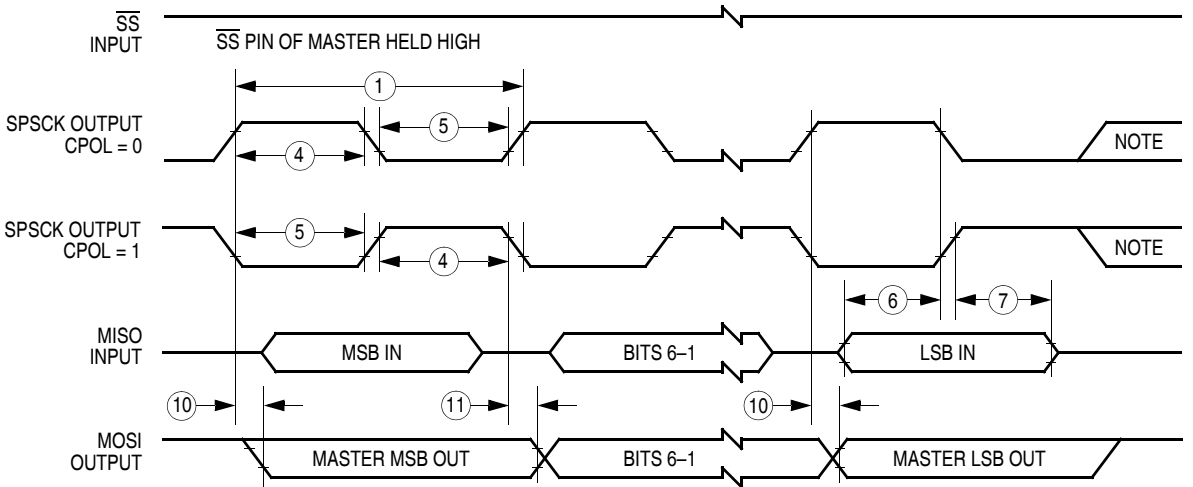 SS
INPUT
SS PIN OF MASTER HELD HIGH
1
SPSCK OUTPUT
CPOL = 0
5
4
NOTE
SPSCK OUTPUT
CPOL = 1
5
4
NOTE
6
7
MISO
INPUT
MSB IN
BITS 6–1
LSB IN
10
11
10
MOSI
OUTPUT
MASTER MSB OUT
BITS 6–1
MASTER LSB OUT